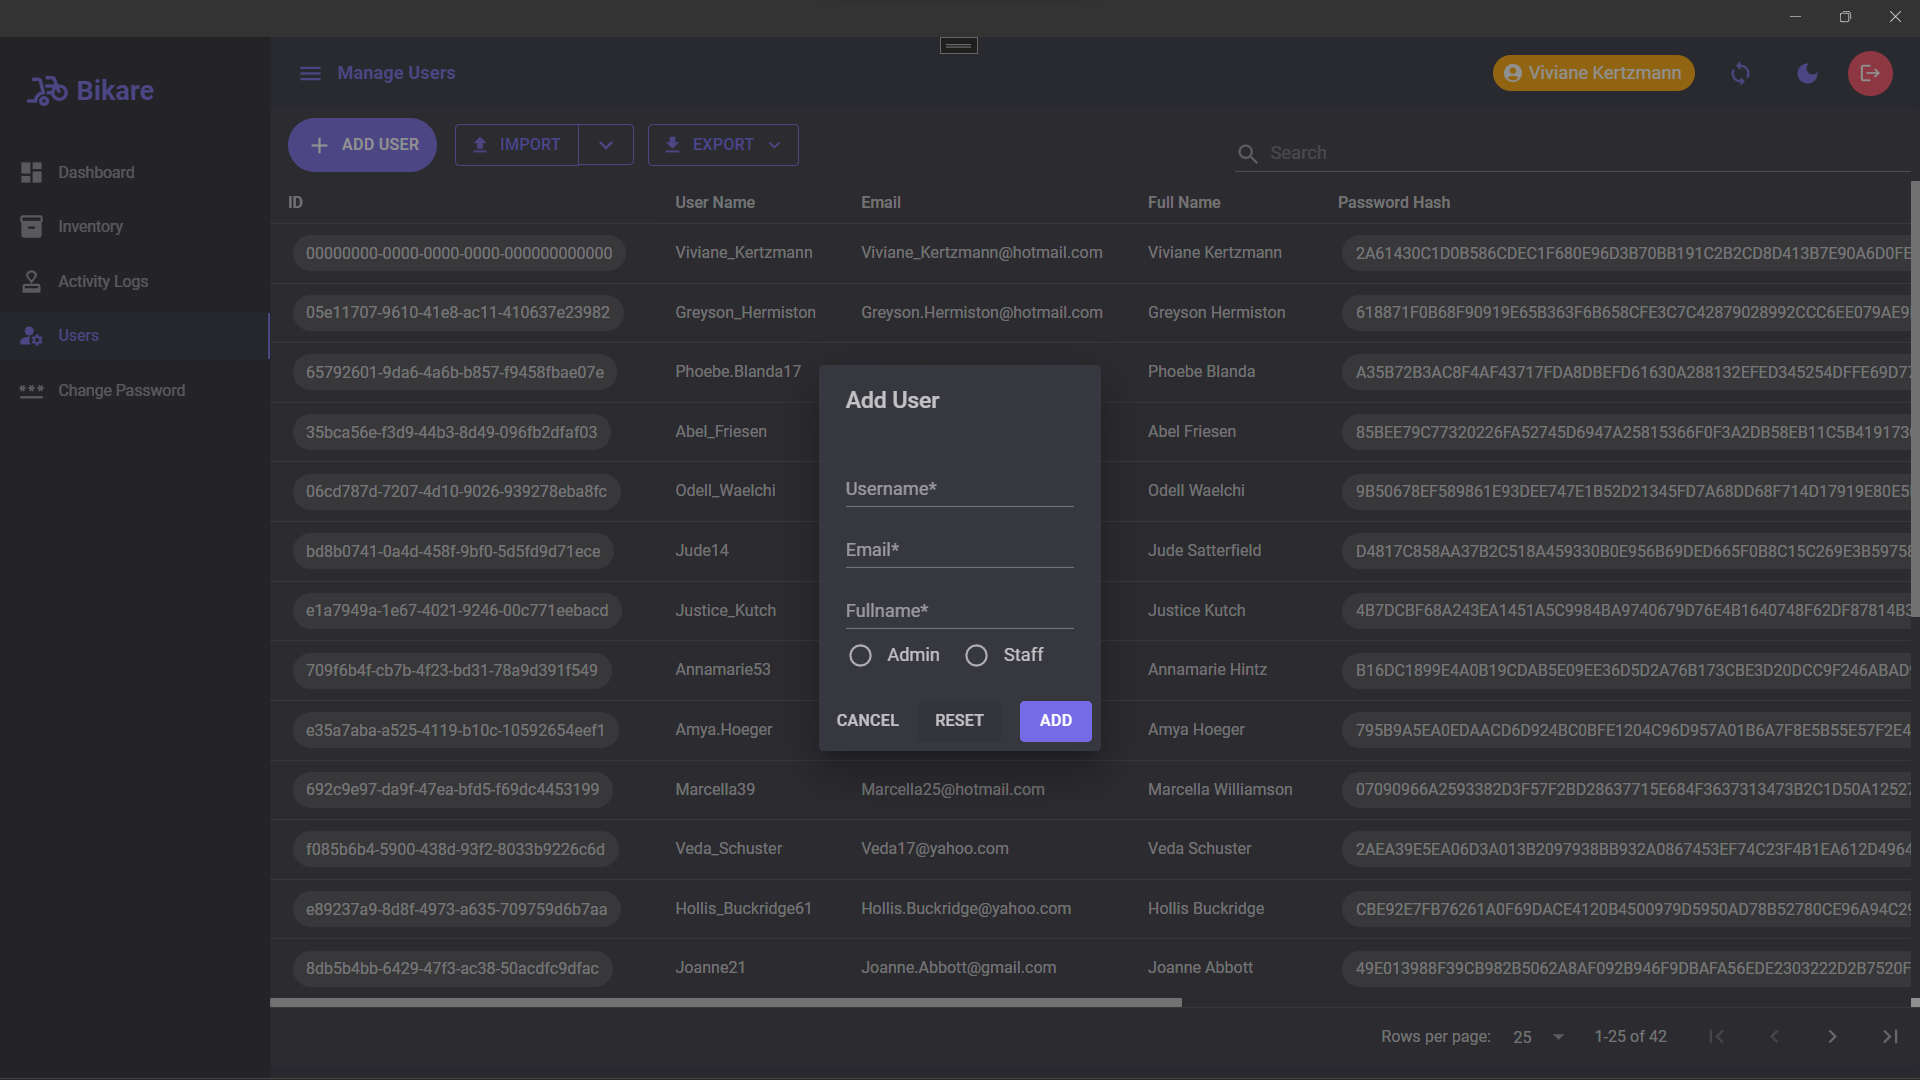 Bikare
Manage Users
Viviane Kertzmann
Dashboard
Inventory
Activity Logs
Users
Change Password
ADD USER
IMPORT
EXPORT
Search
ID User Name Email Full Name Password Hash
00000000-0000-0000-0000-000000000000 Viviane_Kertzmann Viviane_Kertzmann@hotmail.com Viviane Kertzmann 2A61430C1D0B586CDEC1F680E96D3B70BB191C2B2CD8D413B7E90A6D0FE
05e11707-9610-41e8-ac11-410637e23982 Greyson_Hermiston Greyson.Hermiston@hotmail.com Greyson Hermiston 618871F0B68F90919E65B363F6B658CFE3C7C42879028992CCC6EE079AE9
65792601-9da6-4a6b-b857-f9458fbae07e Phoebe.Blanda17 Phoebe Blanda A35B72B3AC8F4AF43717FDA8DBEFD61630A288132EFED345254DFFE69D77
35bca56e-f3d9-44b3-8d49-096fb2dfaf03 Abel_Friesen Abel Friesen 85BEE79C77320226FA52745D6947A25815366F0F3A2DB58EB11C5B419173
06cd787d-7207-4d10-9026-939278eba8fc Odell_Waelchi Odell Waelchi 9B50678EF589861E93DEE747E1B52D21345FD7A68DD68F714D17919E80E5
bd8b0741-0a4d-458f-9bf0-5d5fd9d71ece Jude14 Jude Satterfield D4817C858AA37B2C518A459330B0E956B69DED665F0B8C15C269E3B59758
e1a7949a-1e67-4021-9246-00c771eebacd Justice_Kutch Justice Kutch 4B7DCBF68A243EA1451A5C9984BA9740679D76E4B1640748F62DF87814B3
709f6b4f-cb7b-4f23-bd31-78a9d391f549 Annamarie53 Annamarie Hintz B16DC1899E4A0B19CDAB5E09EE36D5D2A76B173CBE3D20DCC9F246ABAD
e35a7aba-a525-4119-b10c-10592654eef1 Amya.Hoeger Amya Hoeger 795B9A5EA0EDAACD6D924BC0BFE1204C96D957A01B6A7F8E5B55E57F2E4
692c9e97-da9f-47ea-bfd5-f69dc4453199 Marcella39 Marcella25@hotmail.com Marcella Williamson 07090966A2593382D3F57F2BD28637715E684F3637313473B2C1D50A12527
f085b6b4-5900-438d-93f2-8033b9226c6d Veda_Schuster Veda17@yahoo.com Veda Schuster 2AEA39E5EA06D3A013B2097938BB932A0867453EF74C23F4B1EA612D4964
e89237a9-8d8f-4973-a635-709759d6b7aa Hollis_Buckridge61 Hollis.Buckridge@yahoo.com Hollis Buckridge CBE92E7FB76261A0F69DACE4120B4500979D5950AD78B52780CE96A94C29
8db5b4bb-6429-47f3-ac38-50acdfc9dfac Joanne21 Joanne.Abbott@gmail.com Joanne Abbott 49E013988F39CB982B5062A8AF092B946F9DBAFA56EDE2303222D2B7520F
Add User
Username*
Email*
Fullname*
Admin Staff
CANCEL RESET ADD
Rows per page: 25 1-25 of 42